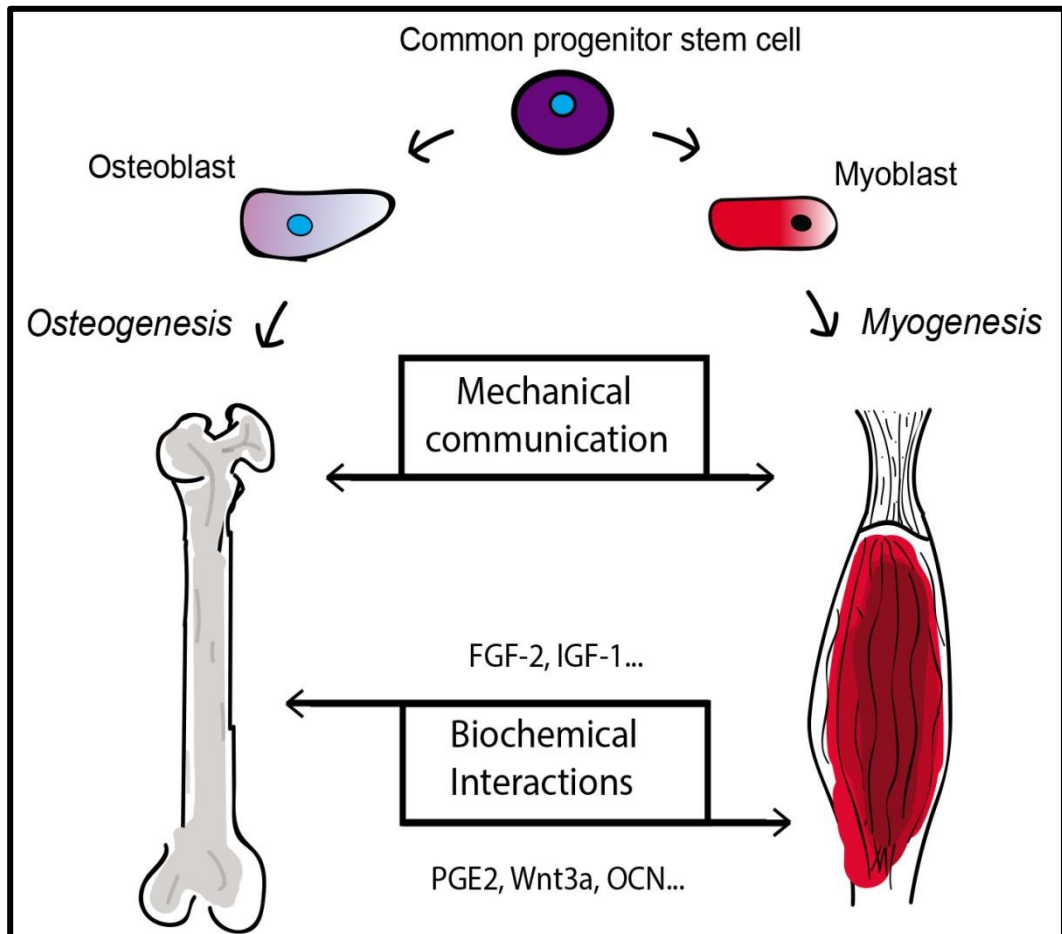 Common progenitor stem cell
Osteoblast
Myoblast
Osteogenesis
Myogenesis
Mechanical
communication
FGF-2, IGF-1...
Biochemical
Interactions
PGE2, Wnt3a, OCN...